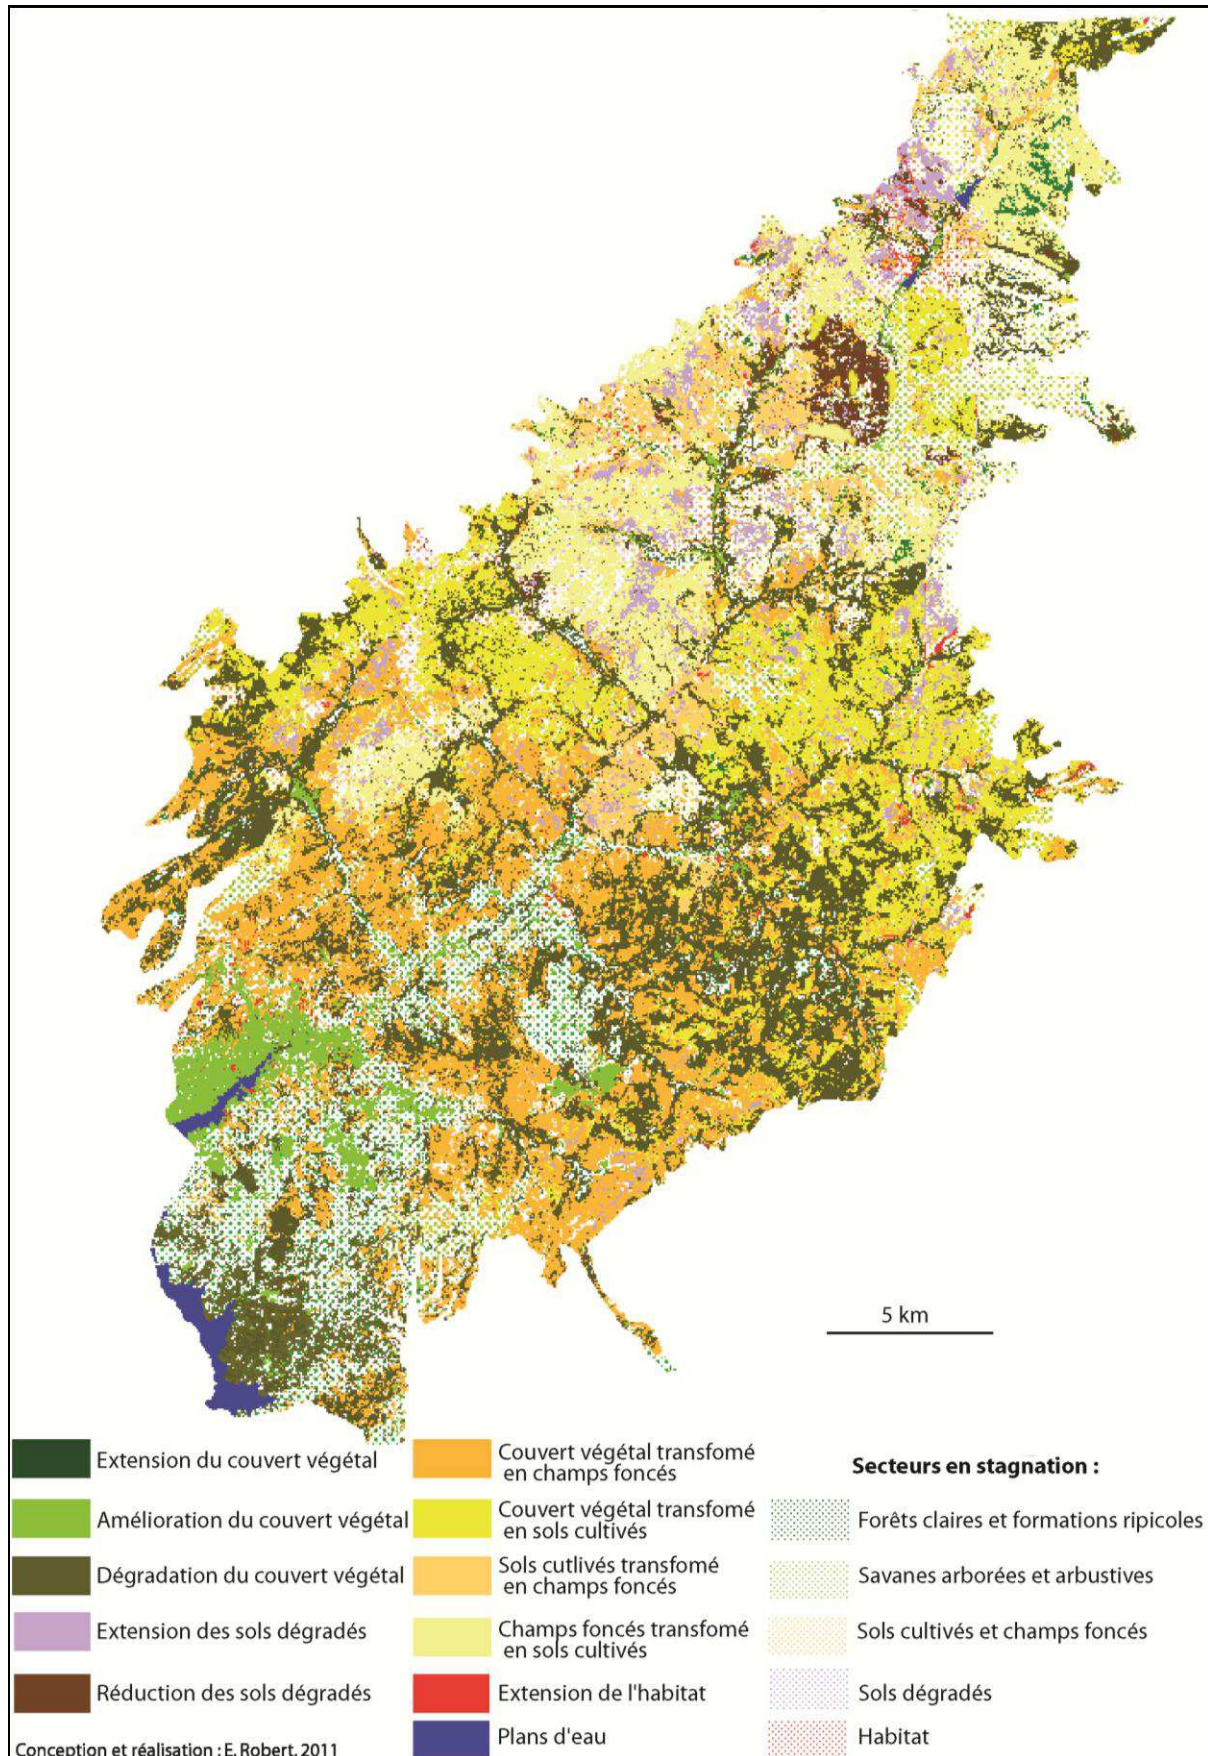 5 km
Extension du couvert végétal
Amélioration du couvert végétal
Dégradation du couvert végétal
Extension des sols dégradés
Réduction des sols dégradés
Conception et réalisation : E. Robert, 2011
Couvert végétal transfomé
en champs foncés
Couvert végétal transfomé
en sols cultivés
Sols cutlivés transfomé
en champs foncés
Champs foncés transfomé
en sols cultivés
Extension de l'habitat
Plans d'eau
Secteurs en stagnation :
Forêts claires et formations ripicoles
Savanes arborées et arbustives
Sols cultivés et champs foncés
Sols dégradés
Habitat